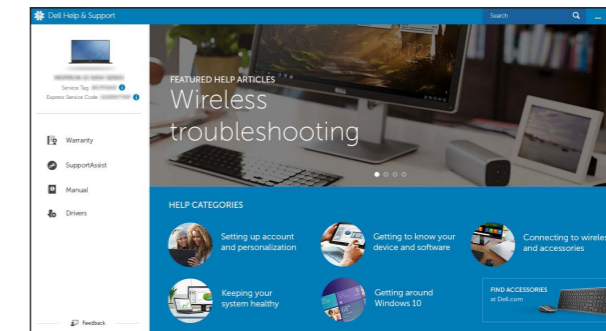 Dell Help & Support
Search
Service Tag
Express Service Code
Warranty
SupportAssist
Manual
Drivers
Feedback
FEATURED HELP ARTICLES
Wireless
troubleshooting
HELP CATEGORIES
Setting up account
and personalization
Getting to know your
device and software
Connecting to wireles
and accessories
Keeping your
system healthy
Getting around
Windows 10
FIND ACCESSORIES
at Dell.com